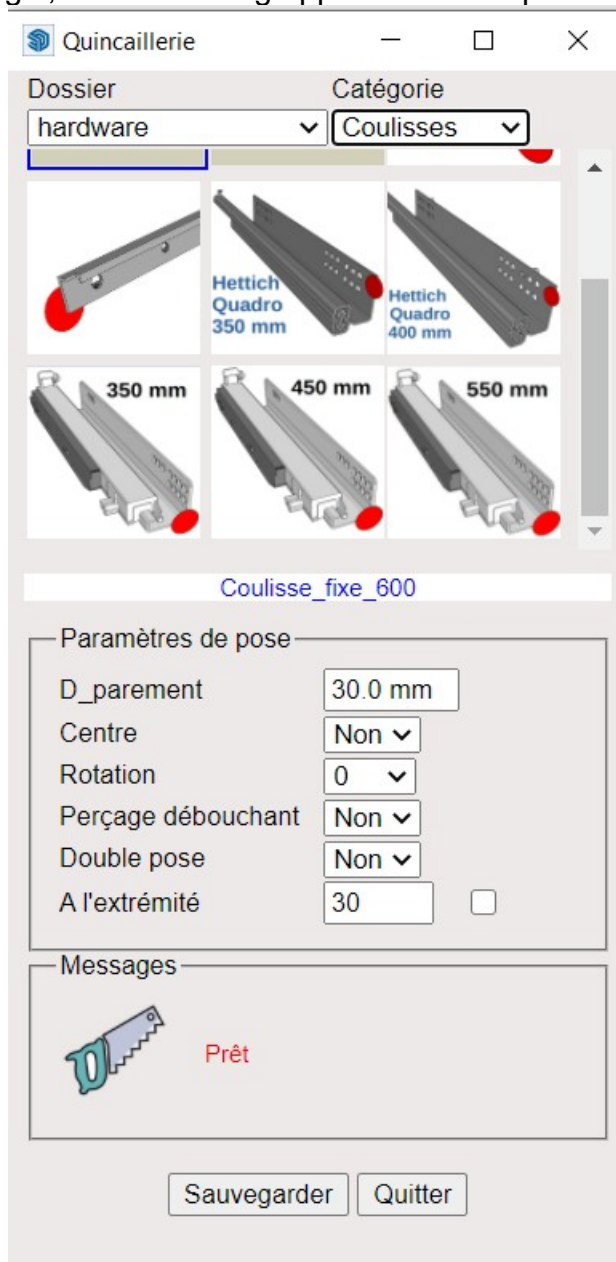 Quincaillerie
Dossier Catégorie
hardware Coulisses
Hettich
Quadro
350 mm
Hettich
Quadro
400 mm
350 mm
450 mm
550 mm
Coulisse_fixe_600
Paramètres de pose
D_parement 30.0 mm
Centre Non
Rotation 0
Perçage débouchant Non
Double pose Non
A l'extrémité 30
Messages
Prêt
Sauvegarder Quitter